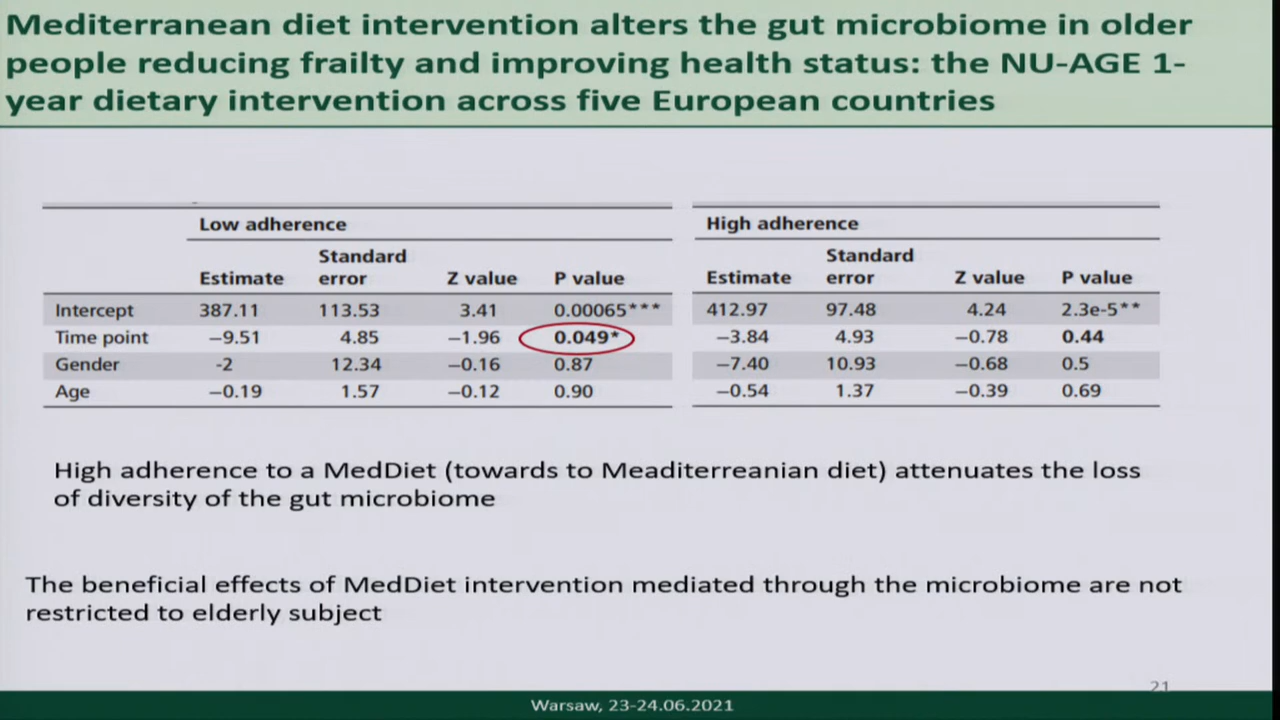 Mediterranean diet intervention alters the gut microbiome in older
people reducing frailty and improving health status: the NU-AGE 1-
year dietary intervention across five European countries
Low adherence High adherence
Estimate Standard error Z value P value Estimate Standard error Z value P value
Intercept 387.11 113.53 3.41 0.00065*** 412.97 97.48 4.24 2.3e-5**
Time point −9.51 4.85 −1.96 0.049* −3.84 4.93 −0.78 0.44
Gender -2 12.34 −0.16 0.87 −7.40 10.93 −0.68 0.5
Age −0.19 1.57 −0.12 0.90 −0.54 1.37 −0.39 0.69
High adherence to a MedDiet (towards to Meaditerreanian diet) attenuates the loss
of diversity of the gut microbiome
The beneficial effects of MedDiet intervention mediated through the microbiome are not
restricted to elderly subject
21
Warsaw, 23-24.06.2021